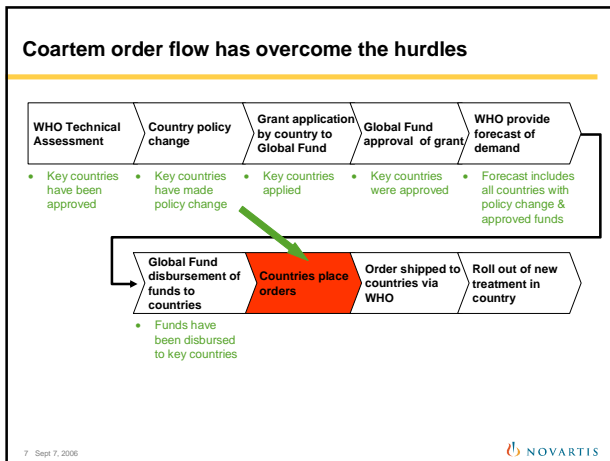 Coartem order flow has overcome the hurdles
WHO Technical
Assessment
Country policy
change
Grant application
by country to
Global Fund
Global Fund
approval of grant
WHO provide
forecast of
demand
• Key countries
have been
approved
• Key countries
have made
policy change
• Key countries
applied
• Key countries
were approved
• Forecast includes
all countries with
policy change &
approved funds
Global Fund
disbursement of
funds to
countries
Countries place
orders
Order shipped to
countries via
WHO
Roll out of new
treatment in
country
• Funds have
been disbursed
to key countries
7 Sept 7, 2006
NOVARTIS